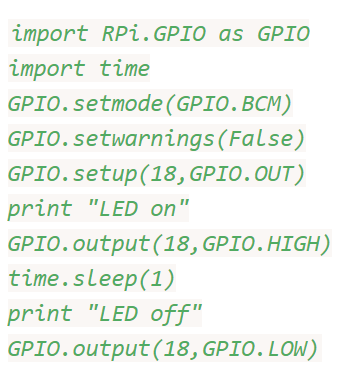 import RPi.GPIO as GPIO
import time
GPIO.setmode(GPIO.BCM)
GPIO.setwarnings(False)
GPIO.setup(18,GPIO.OUT)
print "LED on"
GPIO.output(18,GPIO.HIGH)
time.sleep(1)
print "LED off"
GPIO.output(18,GPIO.LOW)